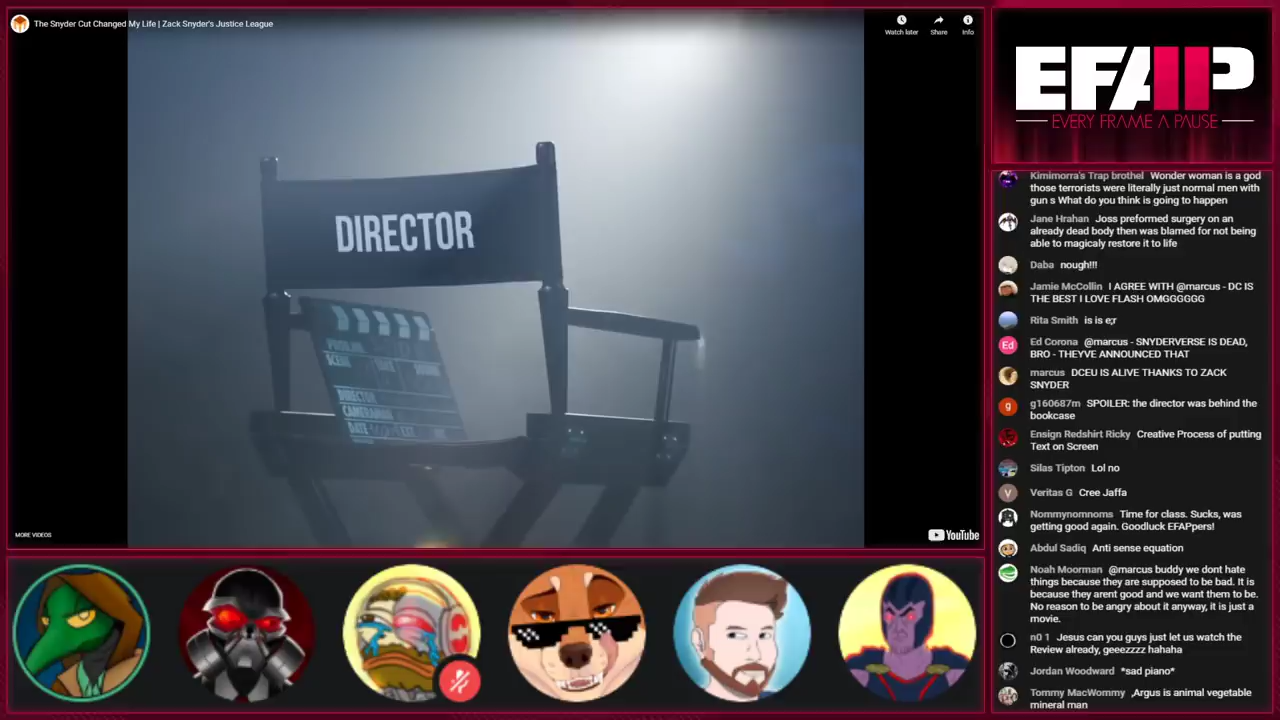 The Snyder Cut Changed My Life | Zack Snyder's Justice League
Watch later
Share
Info
DIRECTOR
SCENE
DIRECTOR
CAMERAMAN
DATE
MORE VIDEOS
YouTube
EFAP
EVERY FRAME A PAUSE
Kimimorra's Trap brothel Wonder woman is a god
those terrorists were literally just normal men with
gun s What do you think is going to happen
Jane Hrahan Joss preformed surgery on an
already dead body then was blamed for not being
able to magicaly restore it to life
Daba nough!!!
Jamie McCollin I AGREE WITH @marcus - DC IS
THE BEST I LOVE FLASH OMGGGGGG
Rita Smith is is e;r
Ed
Ed Corona @marcus - SNYDERVERSE IS DEAD,
BRO - THEYVE ANNOUNCED THAT
marcus DCEU IS ALIVE THANKS TO ZACK
SNYDER
g
g160687m SPOILER: the director was behind the
bookcase
Ensign Redshirt Ricky Creative Process of putting
Text on Screen
Silas Tipton Lol no
V
Veritas G Cree Jaffa
Nommynomnoms Time for class. Sucks, was
getting good again. Goodluck EFAPpers!
Abdul Sadiq Anti sense equation
Noah Moorman @marcus buddy we dont hate
things because they are supposed to be bad. It is
because they arent good and we want them to be.
No reason to be angry about it anyway, it is just a
movie.
n0 1 Jesus can you guys just let us watch the
Review already, geeezzzz hahaha
Jordan Woodward *sad piano*
Tommy MacWommy ,Argus is animal vegetable
mineral man